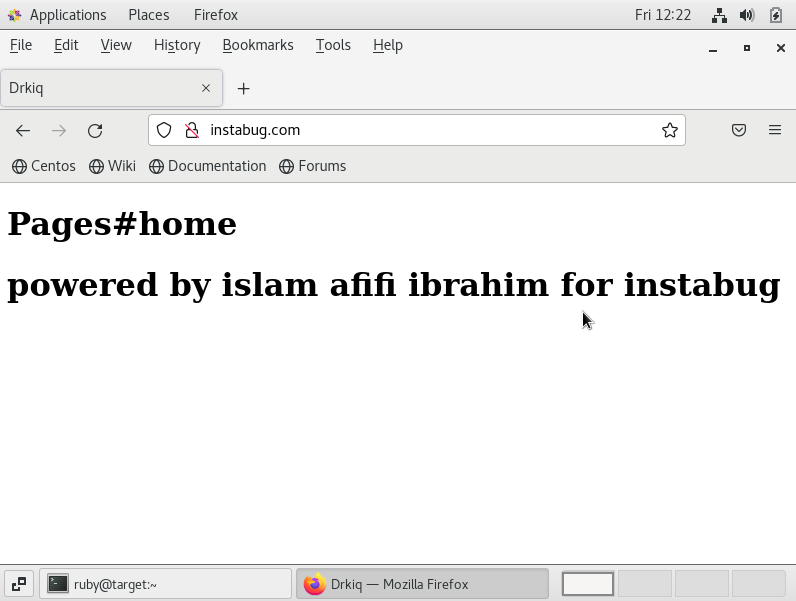 Applications Places Firefox Fri 12:22
File Edit View History Bookmarks Tools Help
Drkiq
instabug.com
Centos Wiki Documentation Forums
Pages#home
powered by islam afifi ibrahim for instabug
ruby@target:~ Drkiq — Mozilla Firefox